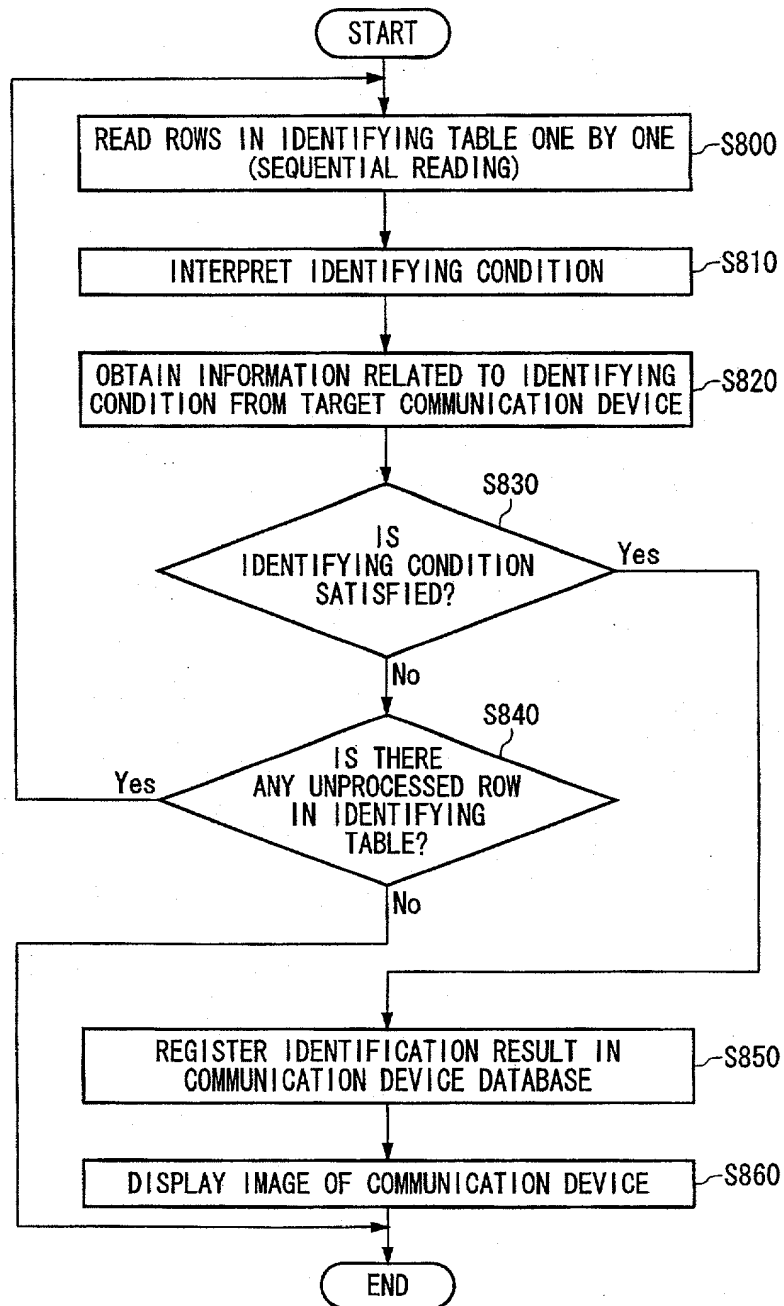 START
READ ROWS IN IDENTIFYING TABLE ONE BY ONE
(SEQUENTIAL READING)
S800
INTERPRET IDENTIFYING CONDITION
S810
OBTAIN INFORMATION RELATED TO IDENTIFYING
CONDITION FROM TARGET COMMUNICATION DEVICE
S820
S830
IS
IDENTIFYING CONDITION
SATISFIED?
Yes
No
S840
IS THERE
ANY UNPROCESSED ROW
IN IDENTIFYING
TABLE?
Yes
No
REGISTER IDENTIFICATION RESULT IN
COMMUNICATION DEVICE DATABASE
S850
DISPLAY IMAGE OF COMMUNICATION DEVICE
S860
END